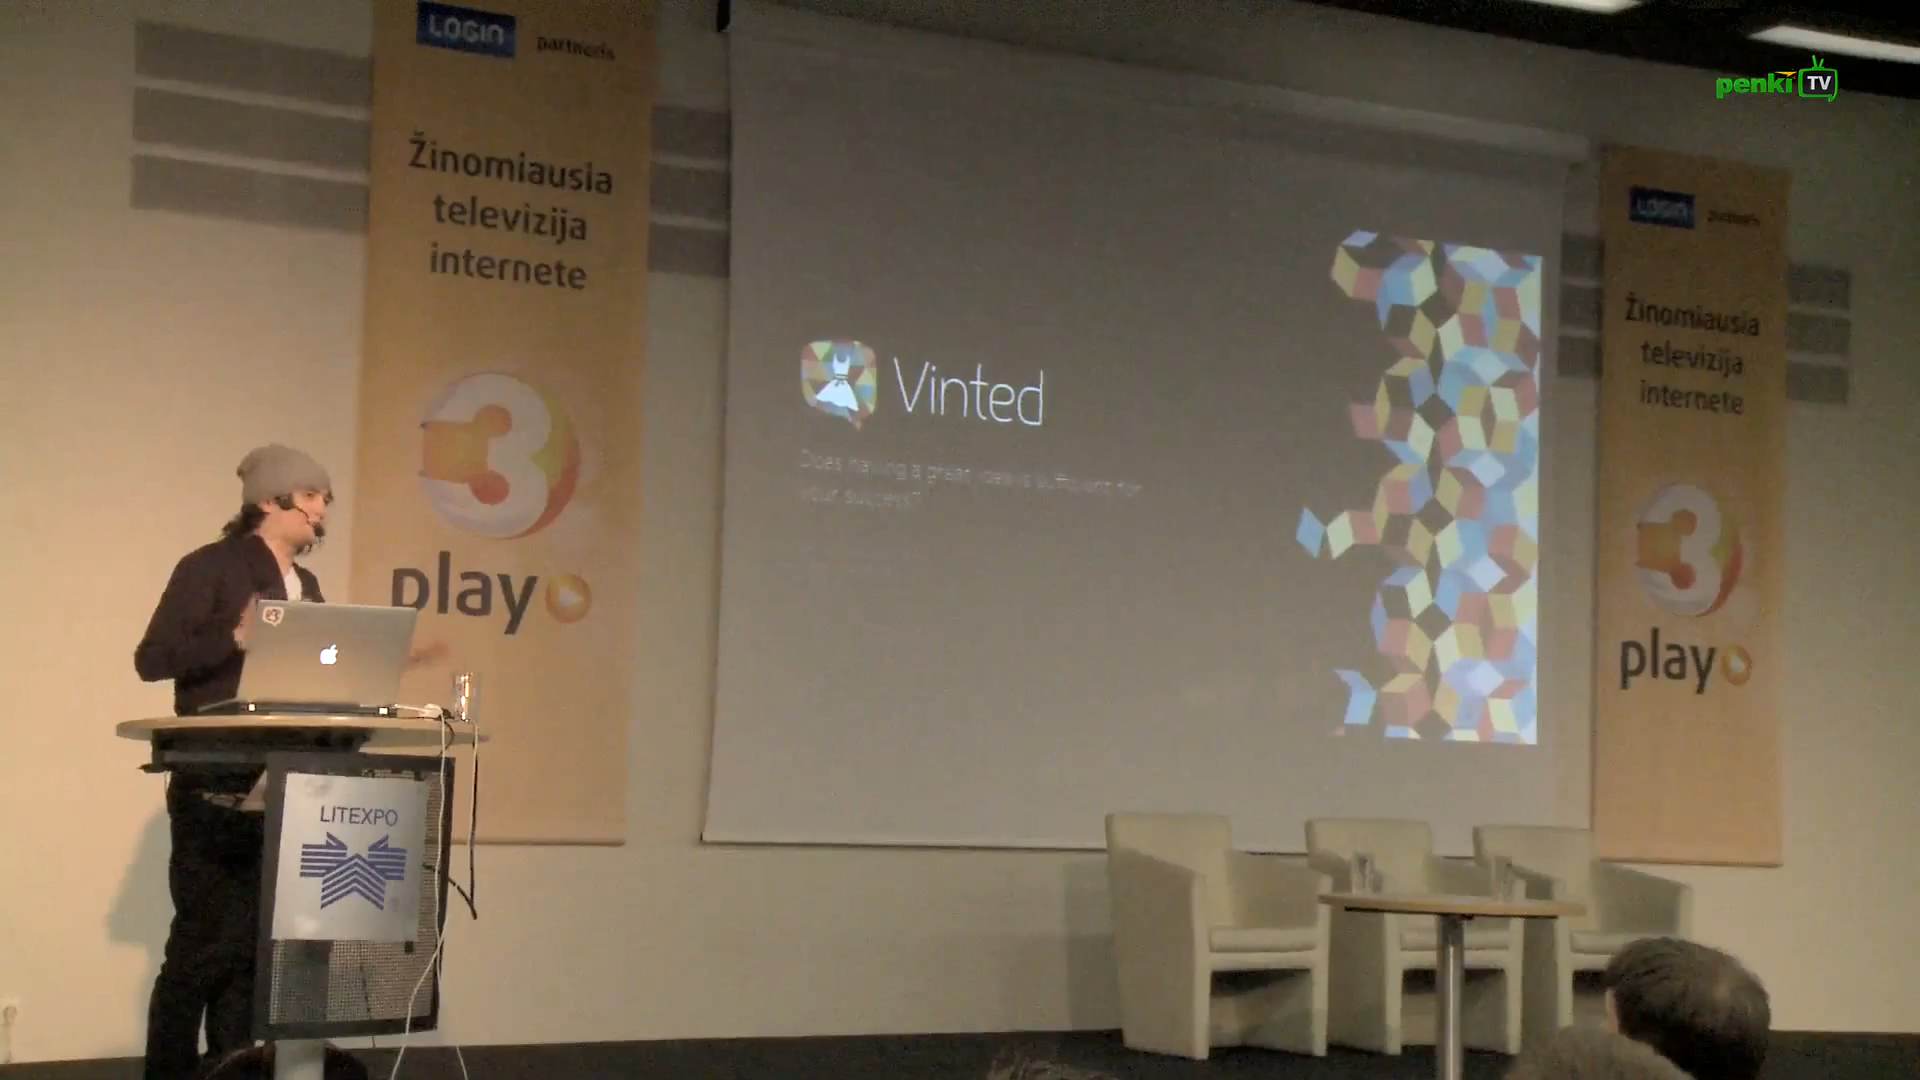 LOGIN partneris
Žinomiausia
televizija
internete
3
play
LITEXPO
Vinted
Does having a great idea is sufficient for
your success?
penki TV
LOGIN partneris
Žinomiausia
televizija
internete
3
play